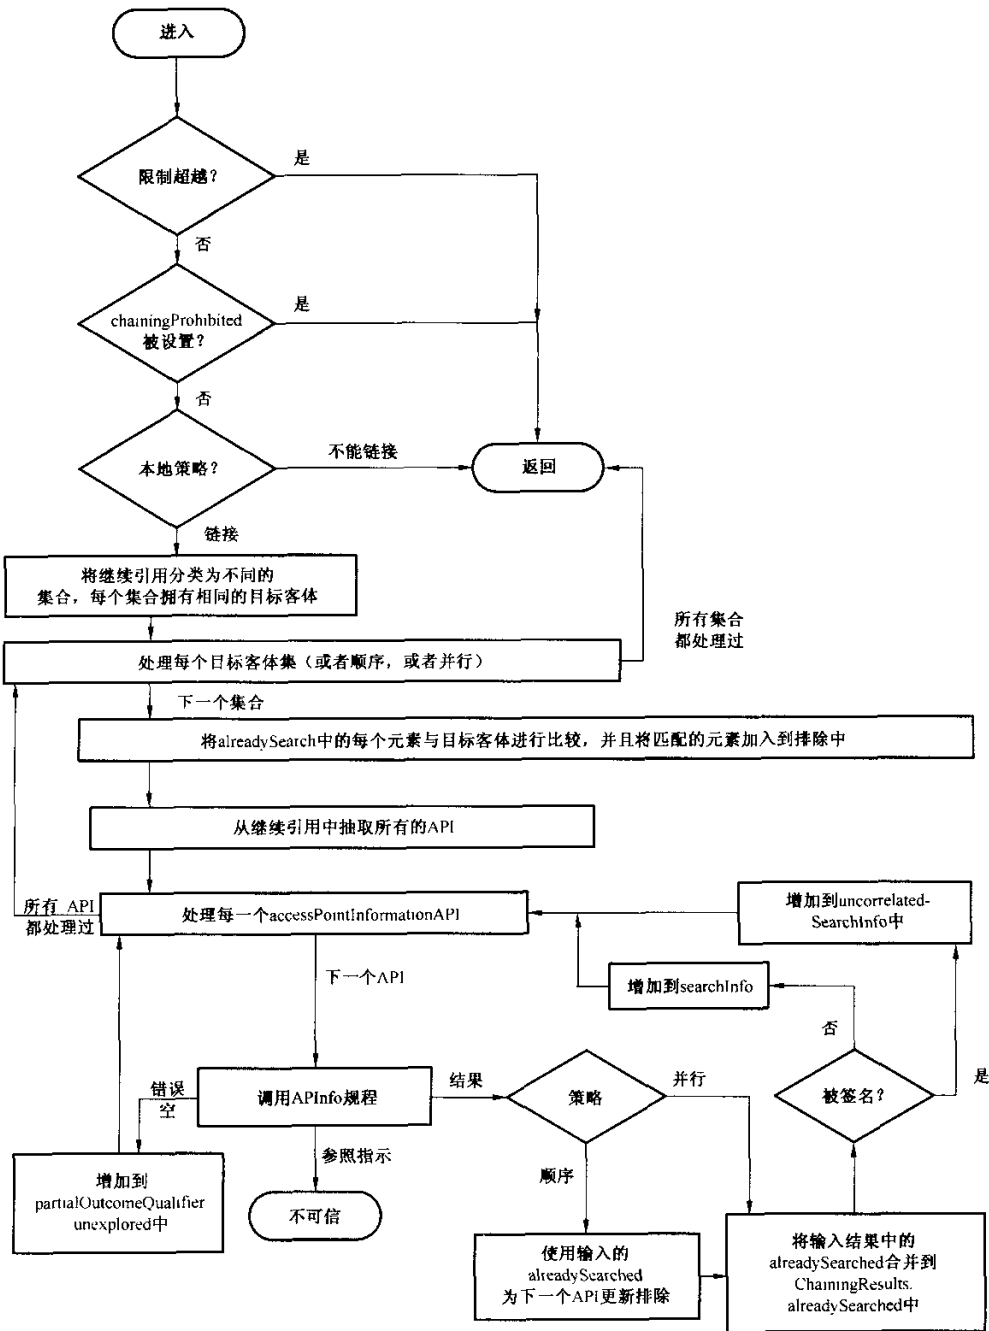 进入
限制超越？
是
否
chainingProhibited
被设置？
是
否
本地策略？
不能链接
返回
链接
将继续引用分类为不同的
集合，每个集合拥有相同的目标客体
所有集合
都处理过
处理每个目标客体集（或者顺序，或者并行）
下一个集合
将alreadySearch中的每个元素与目标客体进行比较，并且将匹配的元素加入到排除中
从继续引用中抽取所有的API
所有 API
都处理过
处理每一个accessPointInformationAPI
增加到uncorrelated-
SearchInfo中
下一个API
增加到searchInfo
否
是
错误
空
调用APInfo规程
结果
策略
并行
被签名？
参照指示
顺序
增加到
partialOutcomeQualifier
unexplored中
不可信
使用输入的
alreadySearched
为下一个API更新排除
将输入结果中的
alreadySearched合并到
ChainingResults.
alreadySearched中